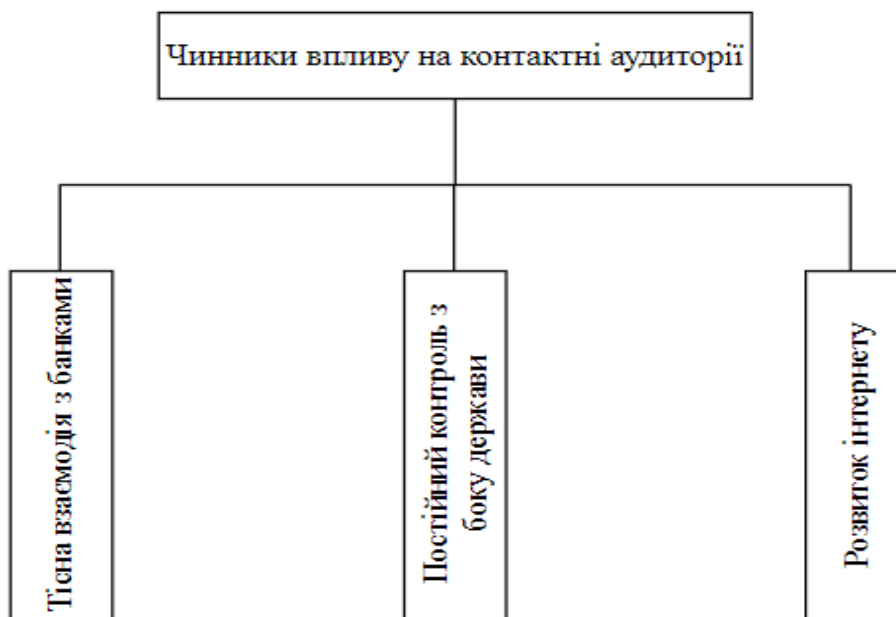 Чинники впливу на контактні аудиторії
Тісна взаємодія з банками
Постійний контроль з
боку держави
Розвиток інтернету